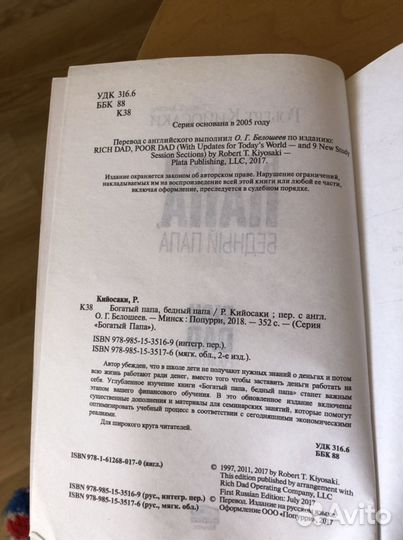 УДК 316.6
ББК 88
К38
Серия основана в 2005 году
Перевод с английского выполнил О. Г. Белошеев по изданию:
RICH DAD, POOR DAD (With Updates for Today's World — and 9 New Study
Session Sections) by Robert T. Kiyosaki —
Plata Publishing, LLC, 2017.
Издание охраняется законом об авторском праве. Нарушение ограничений,
накладываемых им на воспроизведение всей этой книги или любой ее части,
включая оформление, преследуется в судебном порядке.
ПАПА,
БЕДНЫЙ ПАПА
Кийосаки, Р.
К38 Богатый папа, бедный папа / Р. Кийосаки ; пер. с англ.
О. Г. Белошеев. — Минск : Попурри, 2018. — 352 с. — (Серия
«Богатый Папа»).
ISBN 978-985-15-3516-9 (интегр. пер.).
ISBN 978-985-15-3517-6 (мягк. обл., 2-е изд.).
Автор убежден, что в школе дети не получают нужных знаний о деньгах и потом
всю жизнь работают ради денег, вместо того чтобы заставить деньги работать на
себя. Углубленное изучение книги «Богатый папа, бедный папа» станет важным
этапом вашего финансового обучения. В это обновленное издание включены
существенные дополнения и материалы для семинарских занятий, которые помогут
оптимизировать учебный процесс в соответствии с сегодняшними экономическими
реалиями.
Для широкого круга читателей.
УДК 316.6
ББК 88
ISBN 978-1-61268-017-0 (англ.)
ISBN 978-985-15-3516-9 (рус., интегр. пер.)
ISBN 978-985-15-3517-6 (рус., мягк. обл.)
© 1997, 2011, 2017 by Robert T. Kiyosaki
This edition published by arrangement with
Rich Dad Operating Company, LLC
First Russian Edition: July 2017
© Перевод. Издание на русском языке.
Оформление ООО «Попурри», 2017
Avito